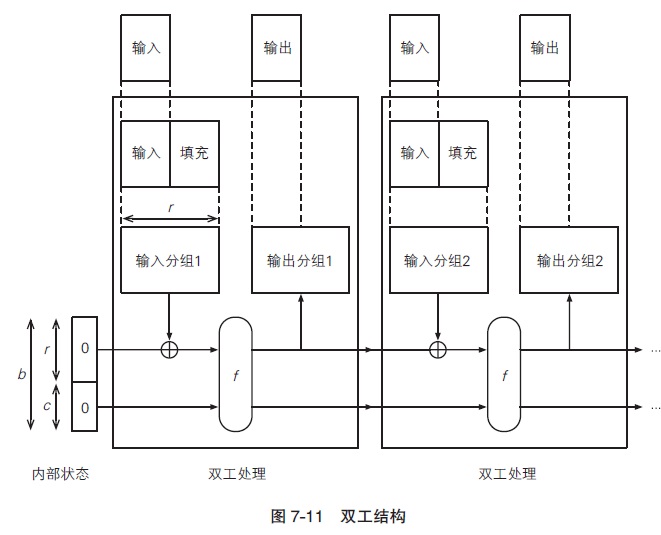 输入 输出 输入 输出
输入 填充 输入 填充
r
输入分组1 输出分组1 输入分组2 输出分组2
b r 0 f f ...
c 0 ...
内部状态 双工处理 双工处理
图 7-11 双工结构